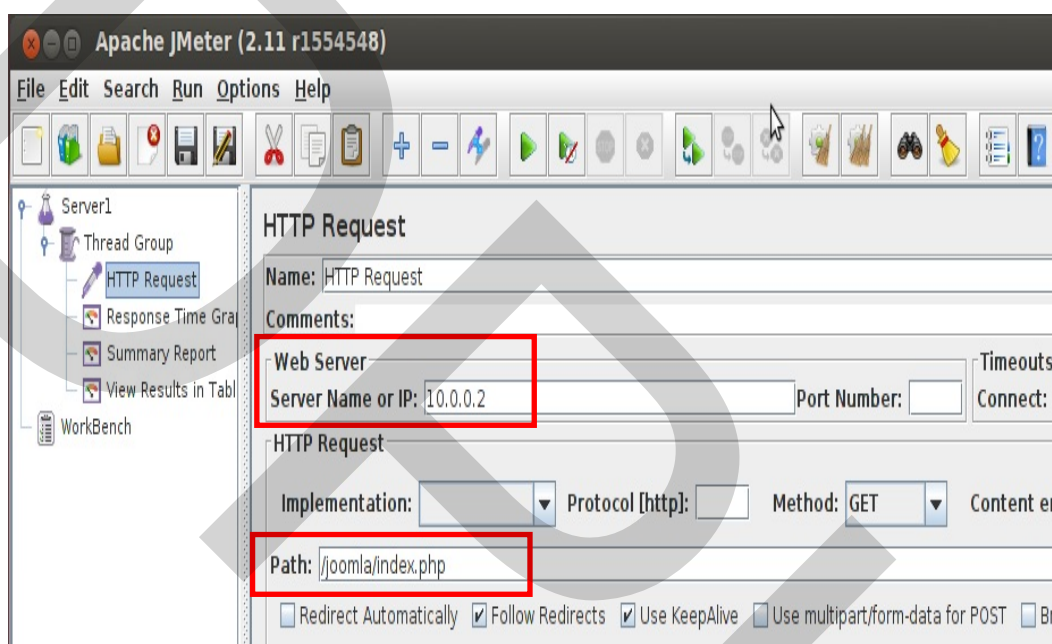 Apache JMeter (2.11 r1554548)
File Edit Search Run Options Help
Server1
Thread Group
HTTP Request
Response Time Gra
Summary Report
View Results in Tabl
WorkBench
HTTP Request
Name: HTTP Request
Comments:
Web Server
Timeouts
Server Name or IP: 10.0.0.2 Port Number: Connect:
HTTP Request
Implementation: Protocol [http]: Method: GET Content e
Path: /joomla/index.php
Redirect Automatically Follow Redirects Use KeepAlive Use multipart/form-data for POST Br